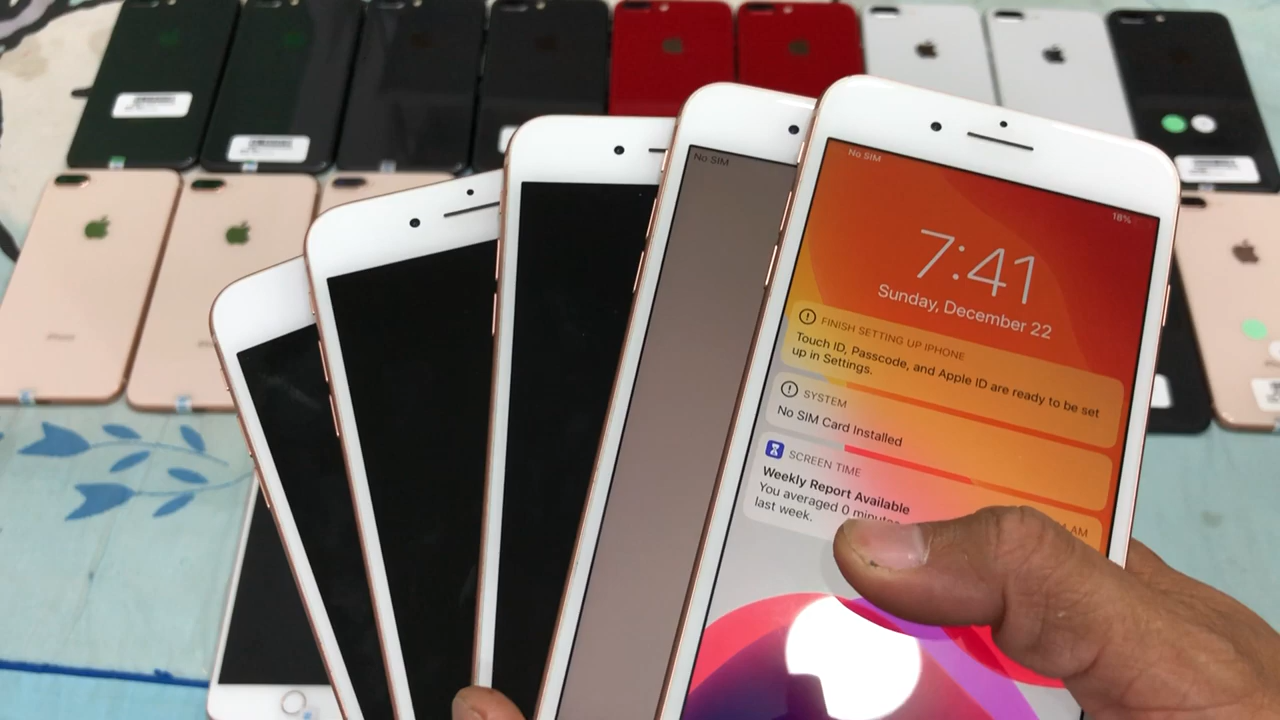 No SIM
No SIM
18%
7:41
Sunday, December 22
FINISH SETTING UP IPHONE
Touch ID, Passcode, and Apple ID are ready to be set
up in Settings.
SYSTEM
No SIM Card Installed
SCREEN TIME
AM
Weekly Report Available
You averaged 0 minutes
last week.
iPhone